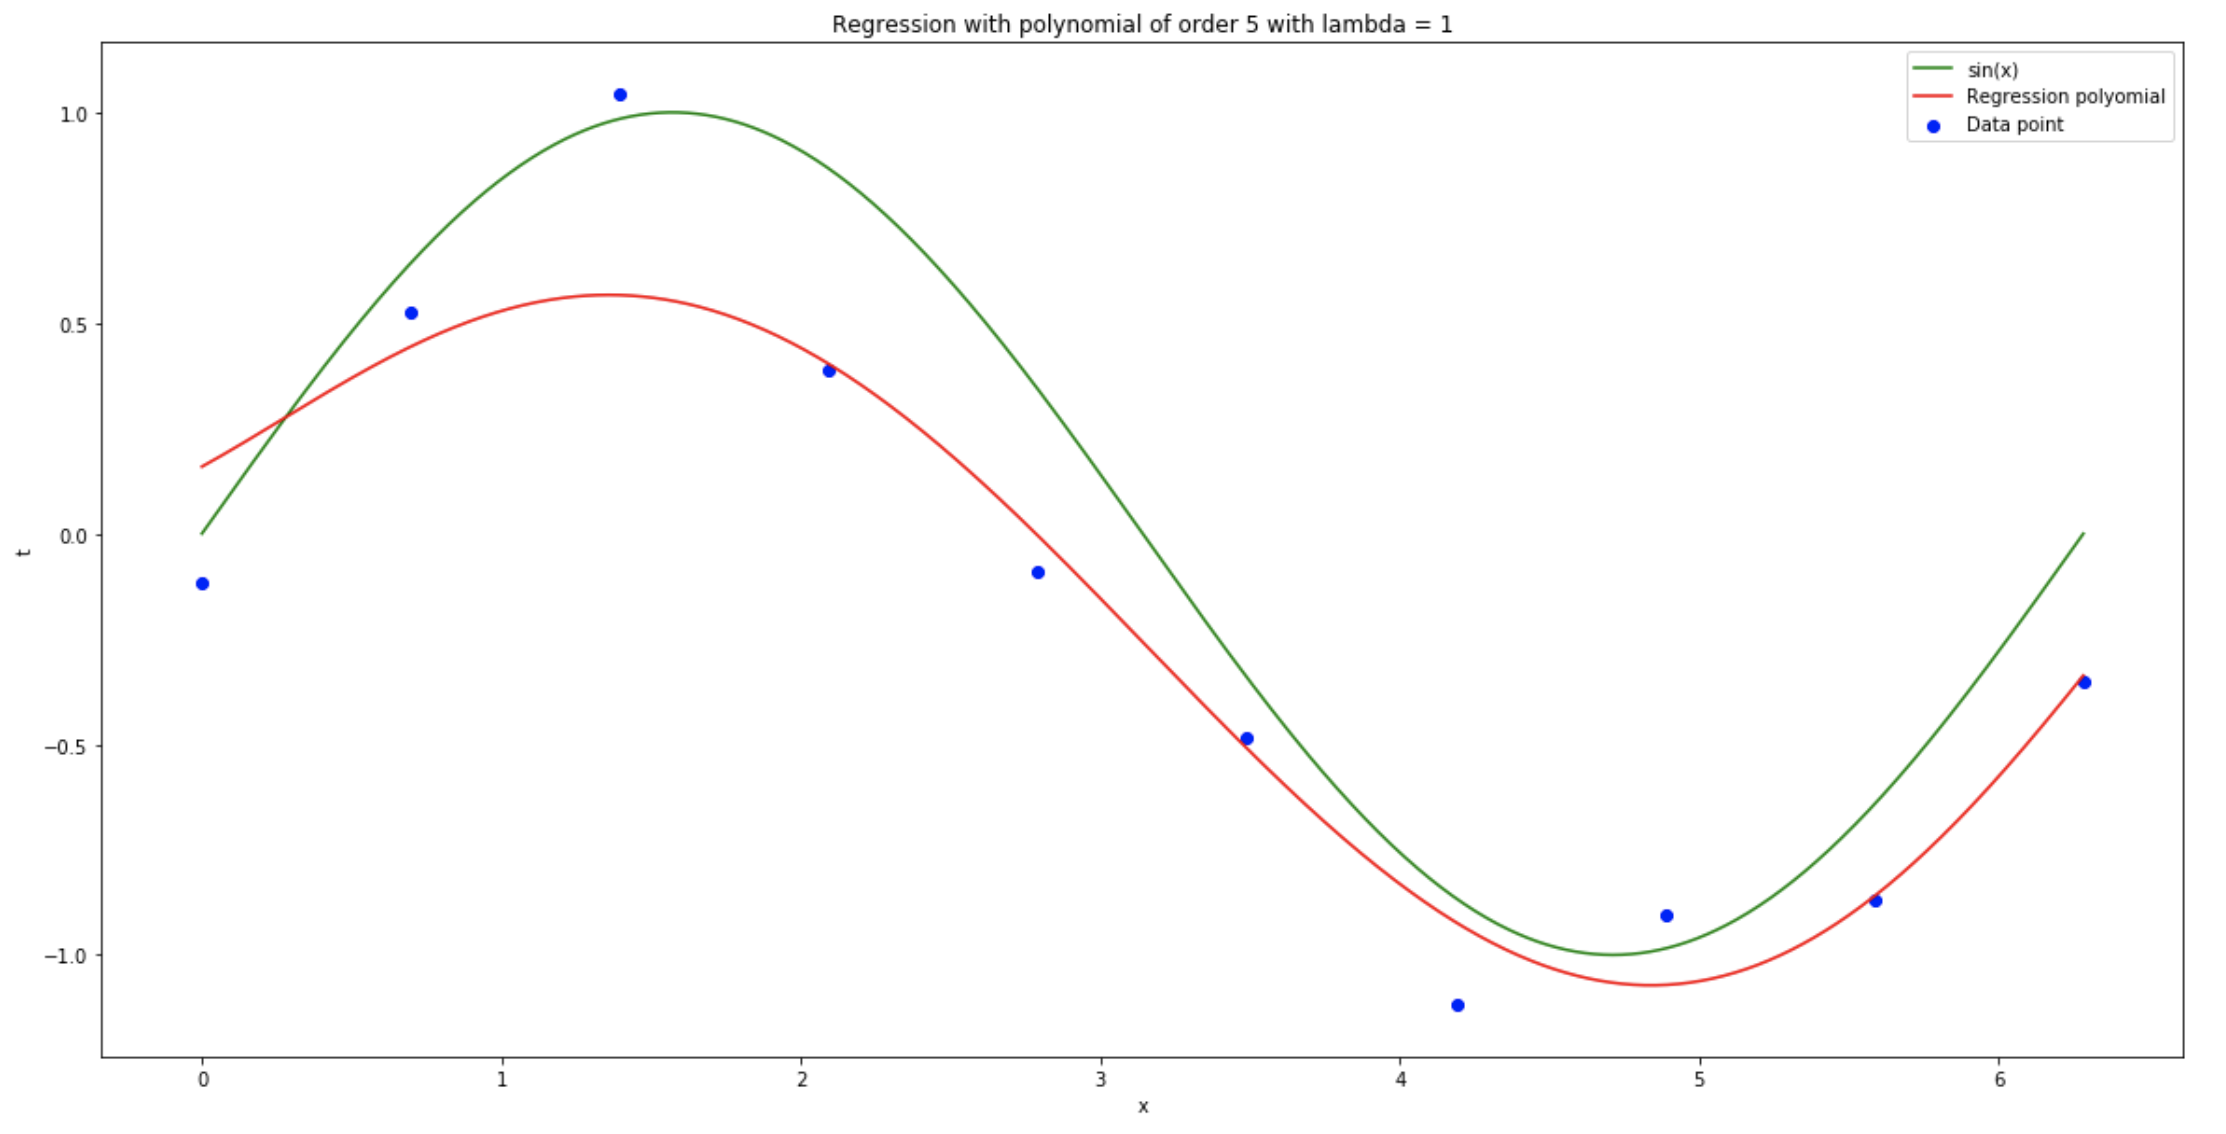 Regression with polynomial of order 5 with lambda = 1
sin(x)
Regression polyomial
Data point
1.0
0.5
0.0
−0.5
−1.0
t
0 1 2 3 4 5 6
x